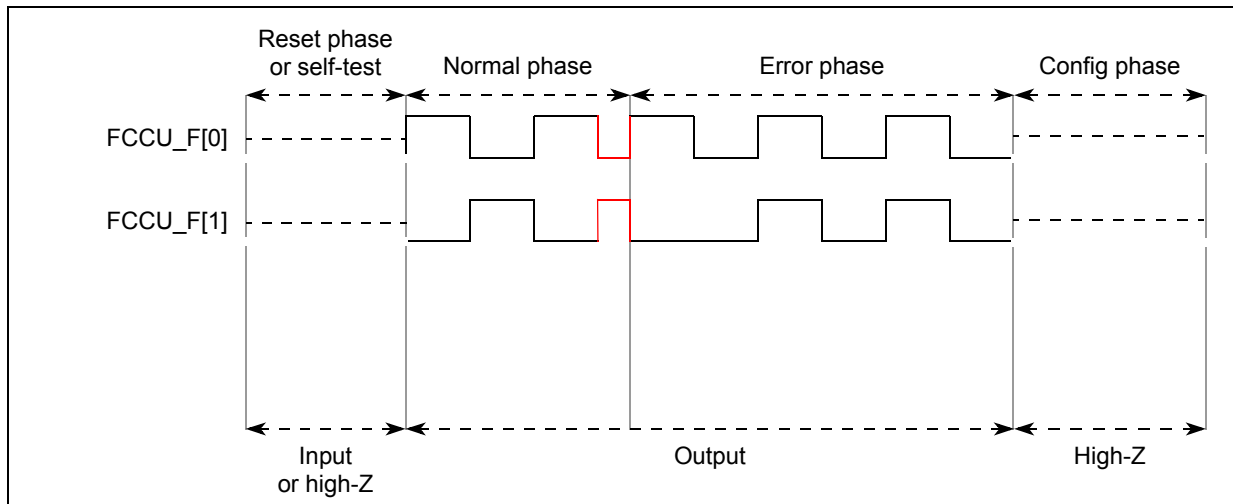 Reset phase
or self-test
Normal phase
Error phase
Config phase
FCCU_F[0]
FCCU_F[1]
Input
or high-Z
Output
High-Z